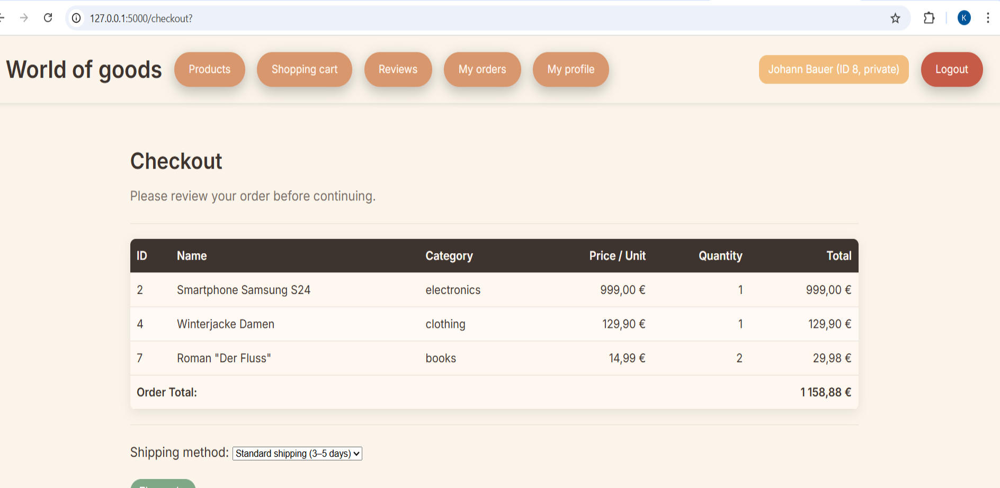 127.0.0.1:5000/checkout?
K
World of goods
Products
Shopping cart
Reviews
My orders
My profile
Johann Bauer (ID 8, private)
Logout
Checkout
Please review your order before continuing.
ID Name Category Price / Unit Quantity Total
2 Smartphone Samsung S24 electronics 999,00 € 1 999,00 €
4 Winterjacke Damen clothing 129,90 € 1 129,90 €
7 Roman "Der Fluss" books 14,99 € 2 29,98 €
Order Total: 1 158,88 €
Shipping method: Standard shipping (3–5 days)